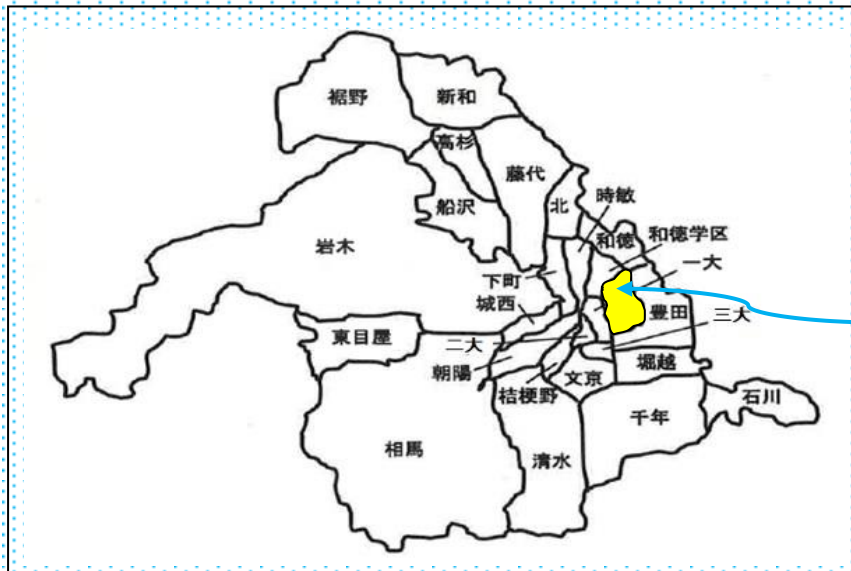 裾野
新和
高杉
藤代
船沢
北
時敏
岩木
和徳
和徳学区
下町
一大
城西
豊田
東目屋
二大
三大
朝陽
堀越
桔梗野
文京
石川
千年
相馬
清水